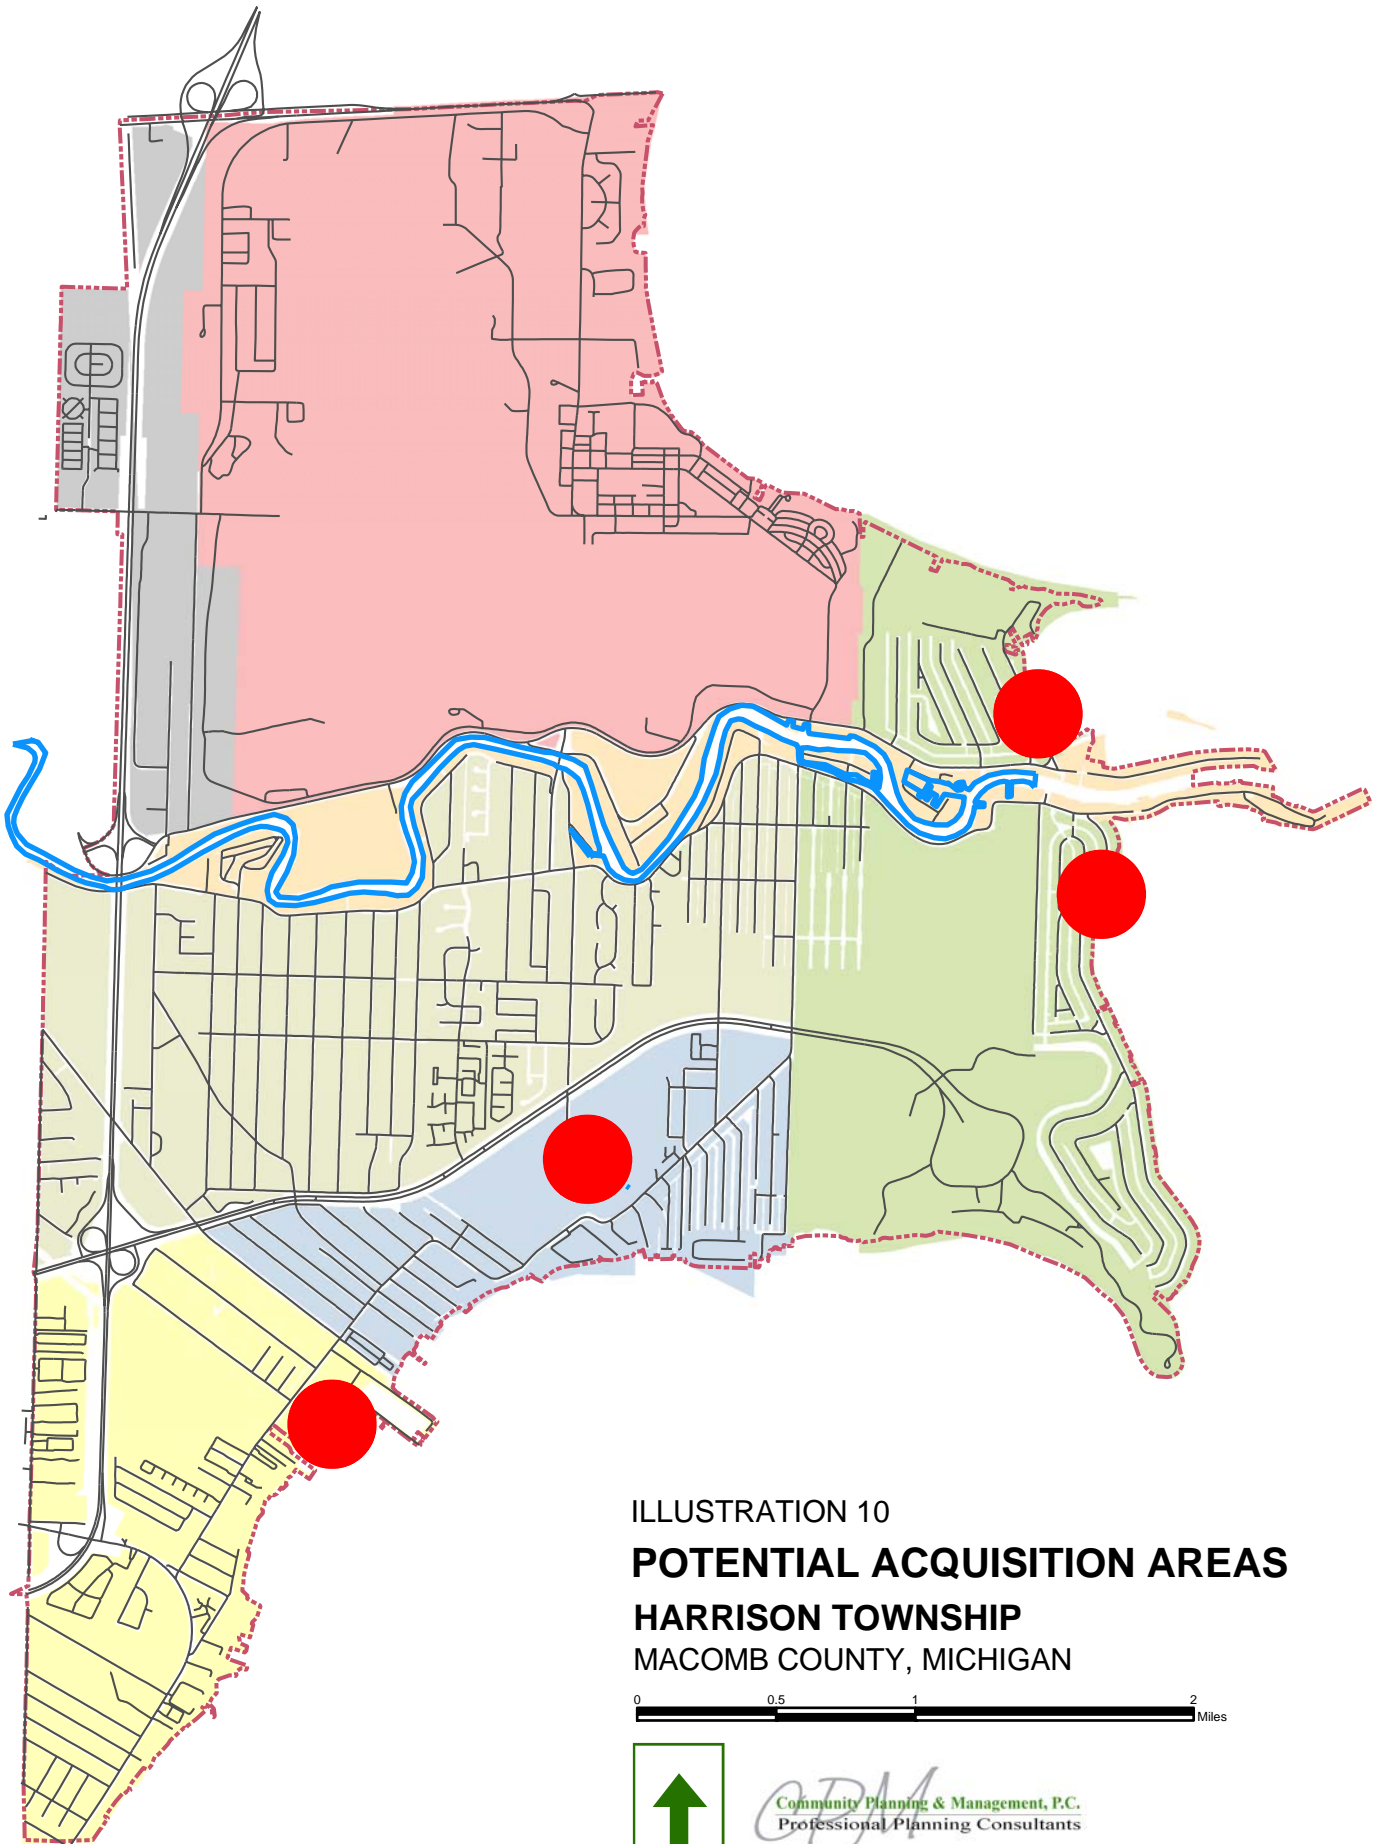 ILLUSTRATION 10
POTENTIAL ACQUISITION AREAS
HARRISON TOWNSHIP
MACOMB COUNTY, MICHIGAN
0 0.5 1 2
Miles
CPM
Community Planning & Management, P.C.
Professional Planning Consultants